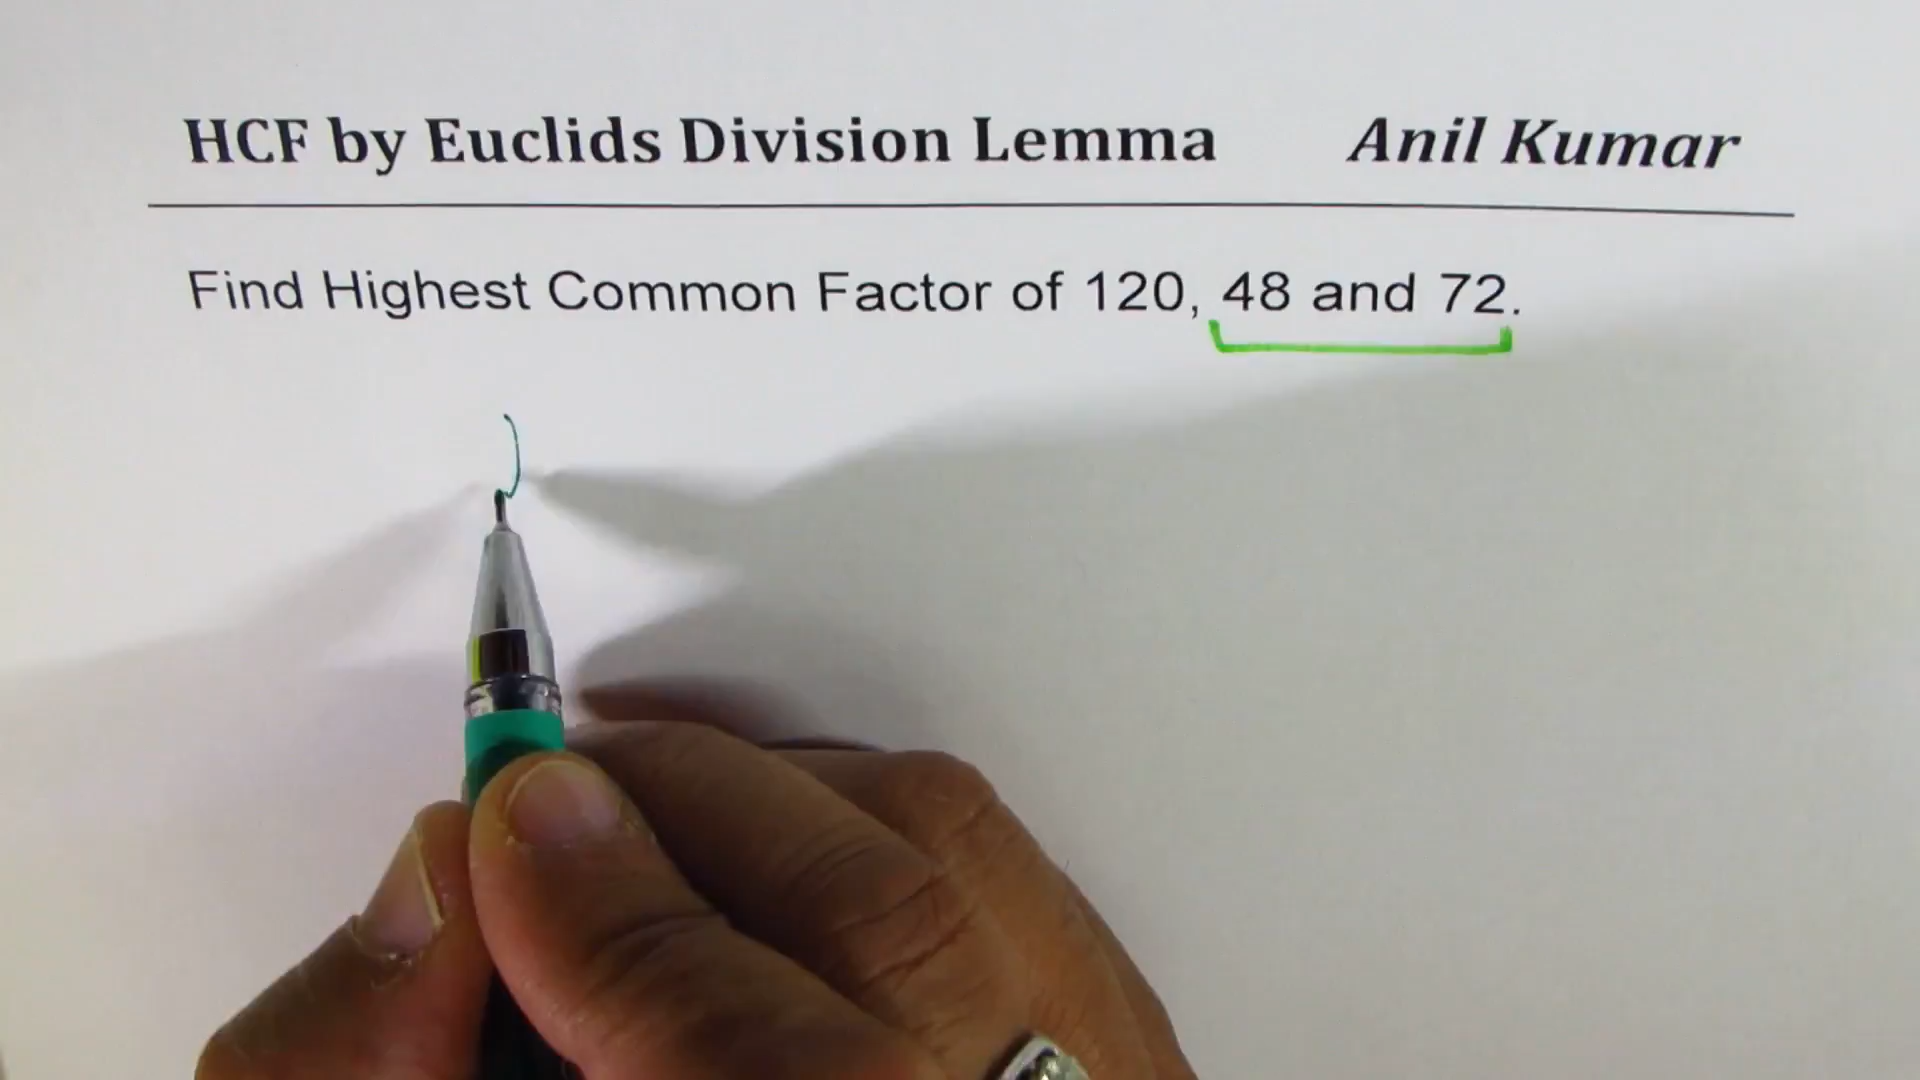 HCF by Euclids Division Lemma Anil Kumar
Find Highest Common Factor of 120, 48 and 72.